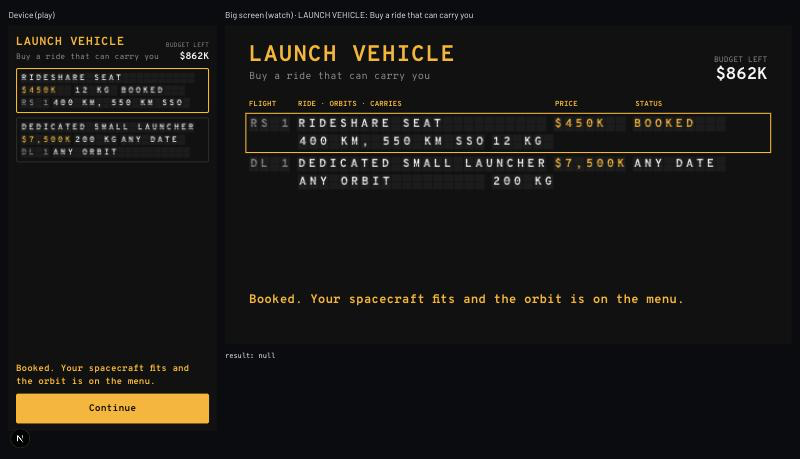 Device (play)
LAUNCH VEHICLE
Buy a ride that can carry you
BUDGET LEFT
$862K
RIDESHARE SEAT
$450K 12 KG BOOKED
RS 1 400 KM, 550 KM SSO
DEDICATED SMALL LAUNCHER
$7,500K 200 KG ANY DATE
DL 1 ANY ORBIT
Booked. Your spacecraft fits and
the orbit is on the menu.
Continue
N
Big screen (watch) · LAUNCH VEHICLE: Buy a ride that can carry you
LAUNCH VEHICLE
Buy a ride that can carry you
BUDGET LEFT
$862K
FLIGHT RIDE · ORBITS · CARRIES PRICE STATUS
RS 1 RIDESHARE SEAT $450K BOOKED
400 KM, 550 KM SSO 12 KG
DL 1 DEDICATED SMALL LAUNCHER $7,500K ANY DATE
ANY ORBIT 200 KG
Booked. Your spacecraft fits and the orbit is on the menu.
result: null